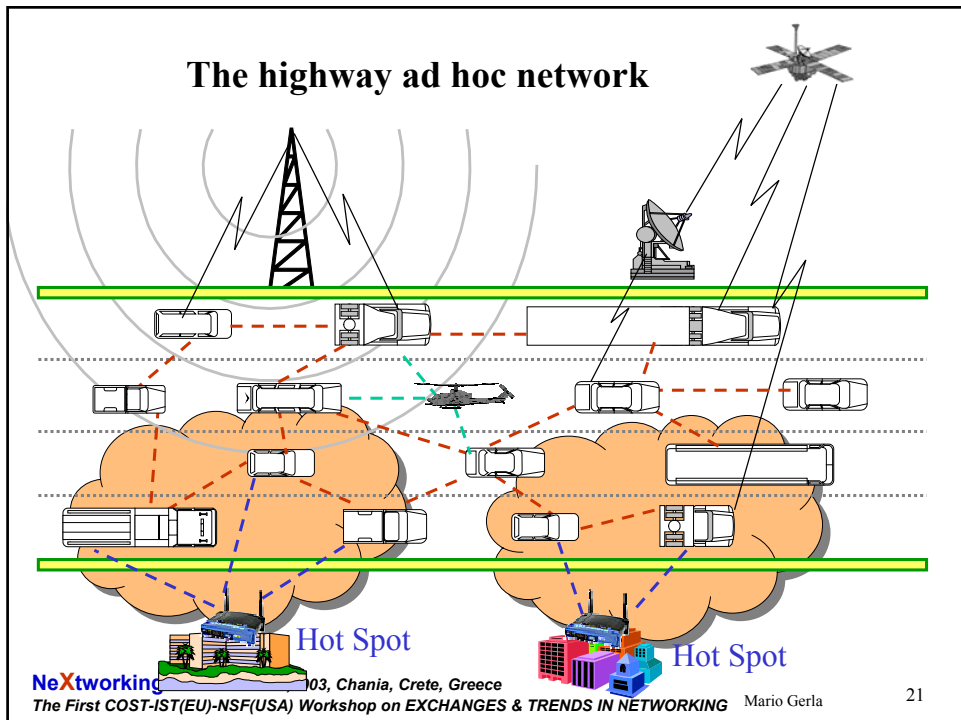 The highway ad hoc network
Hot Spot
Hot Spot
NeXtworking
03, Chania, Crete, Greece
The First COST-IST(EU)-NSF(USA) Workshop on EXCHANGES & TRENDS IN NETWORKING
Mario Gerla
21